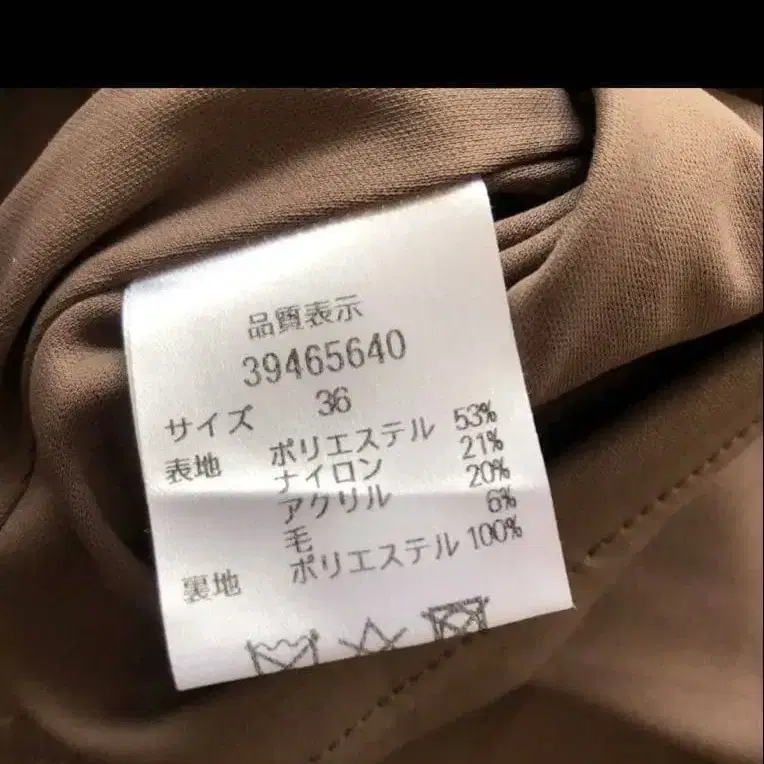 品質表示
39465640
サイズ 36
表地 ポリエステル 53%
ナイロン 21%
アクリル 20%
毛 6%
裏地 ポリエステル 100%